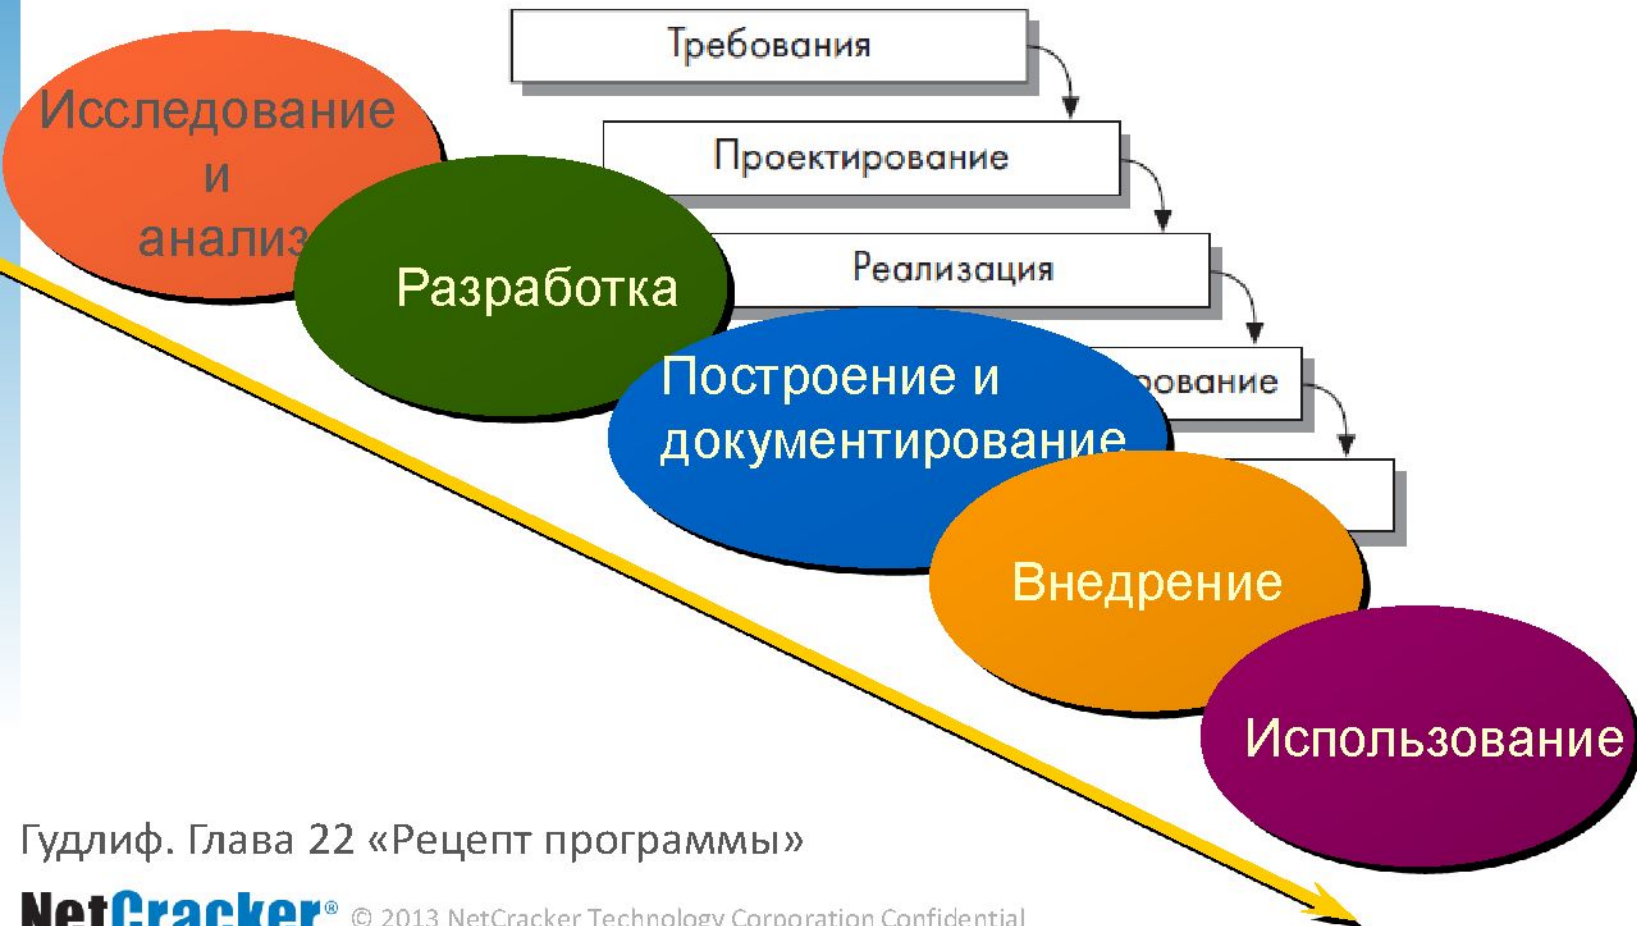 Требования
Исследование
и
анализ
Проектирование
Реализация
Разработка
Построение и
документирование
Внедрение
Использование
Гудлиф. Глава 22 «Рецепт программы»
NetCracker® © 2013 NetCracker Technology Corporation Confidential